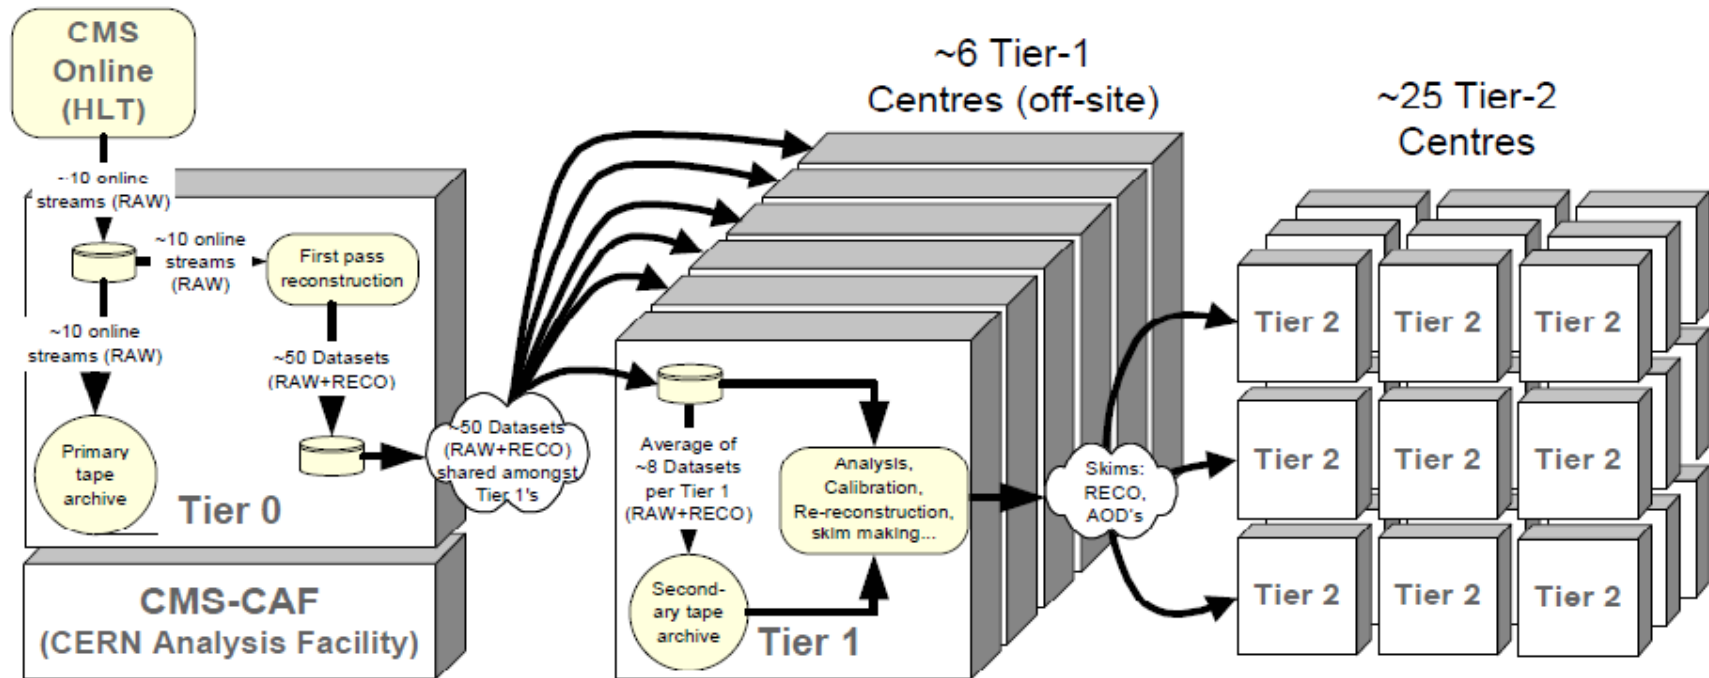 CMS
Online
(HLT)
~10 online
streams (RAW)
~10 online
streams
(RAW)
First pass
reconstruction
~10 online
streams (RAW)
~50 Datasets
(RAW+RECO)
Primary
tape
archive
Tier 0
CMS-CAF
(CERN Analysis Facility)
~50 Datasets
(RAW+RECO)
shared amongst
Tier 1's
~6 Tier-1
Centres (off-site)
Average of
~8 Datasets
per Tier 1
(RAW+RECO)
Analysis,
Calibration,
Re-reconstruction,
skim making...
Second-
ary tape
archive
Tier 1
Skims:
RECO,
AOD's
~25 Tier-2
Centres
Tier 2
Tier 2
Tier 2
Tier 2
Tier 2
Tier 2
Tier 2
Tier 2
Tier 2